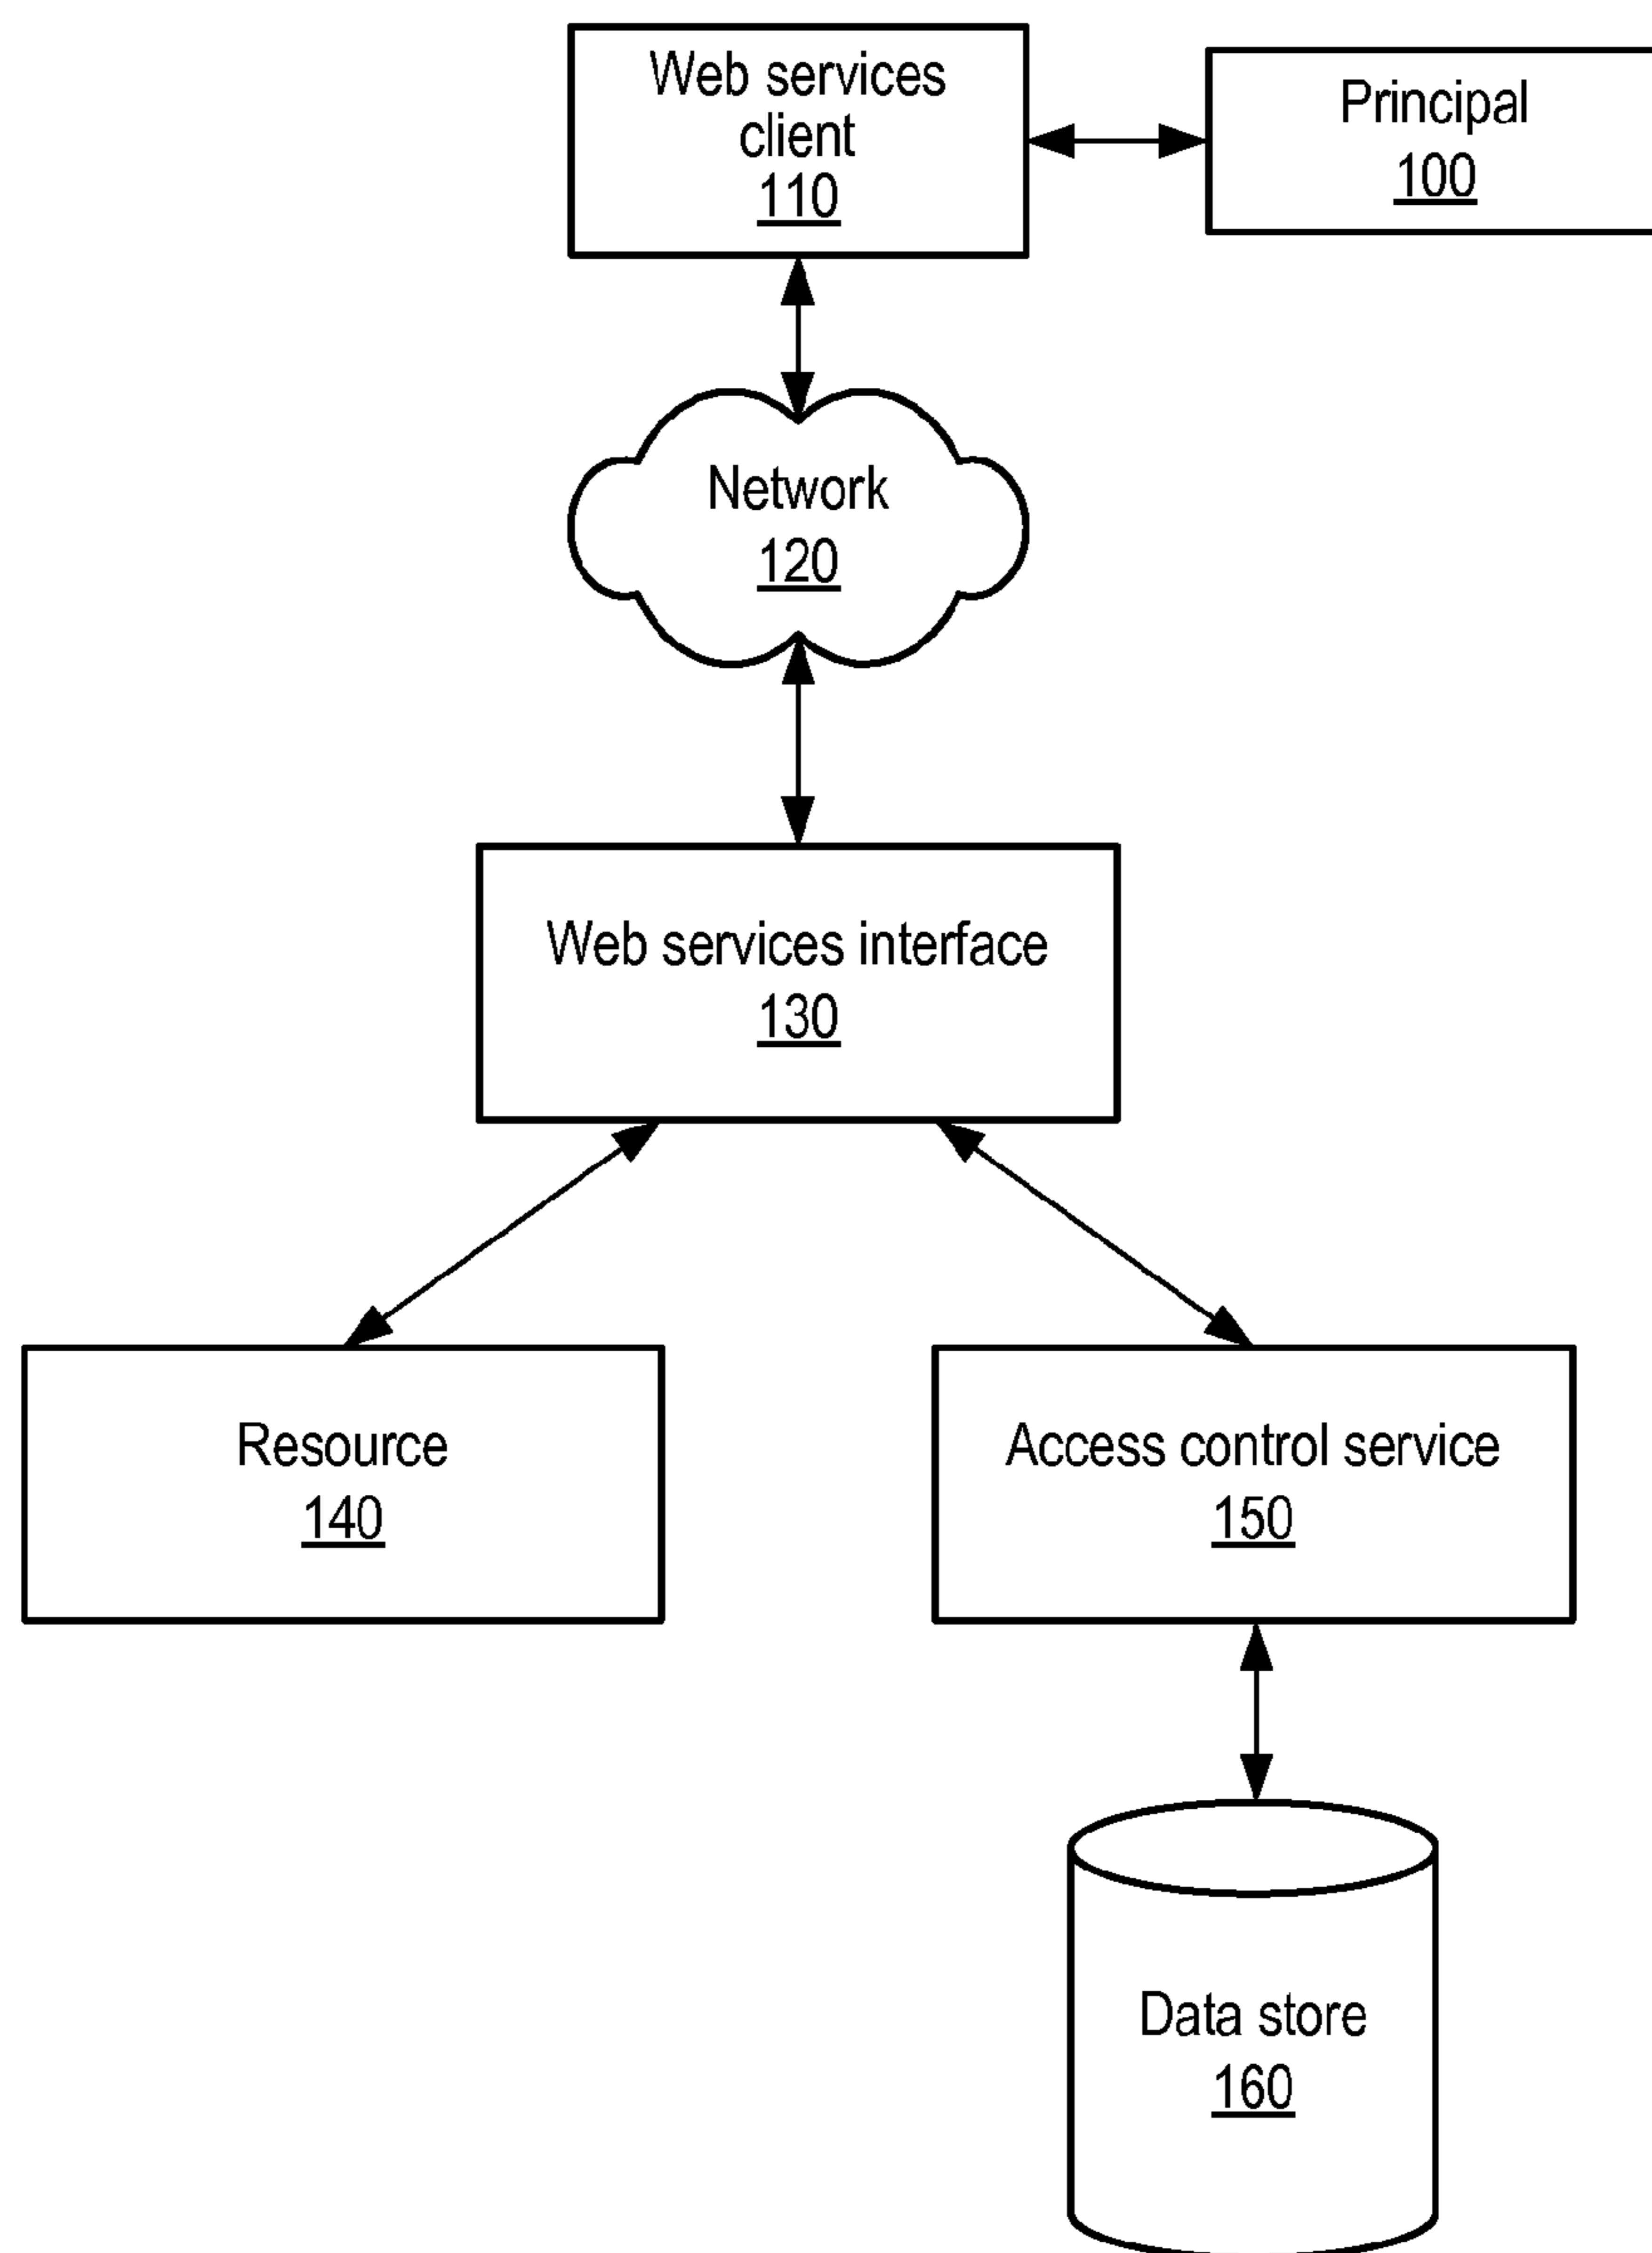 Web services
client
110
Principal
100
Network
120
Web services interface
130
Resource
140
Access control service
150
Data store
160